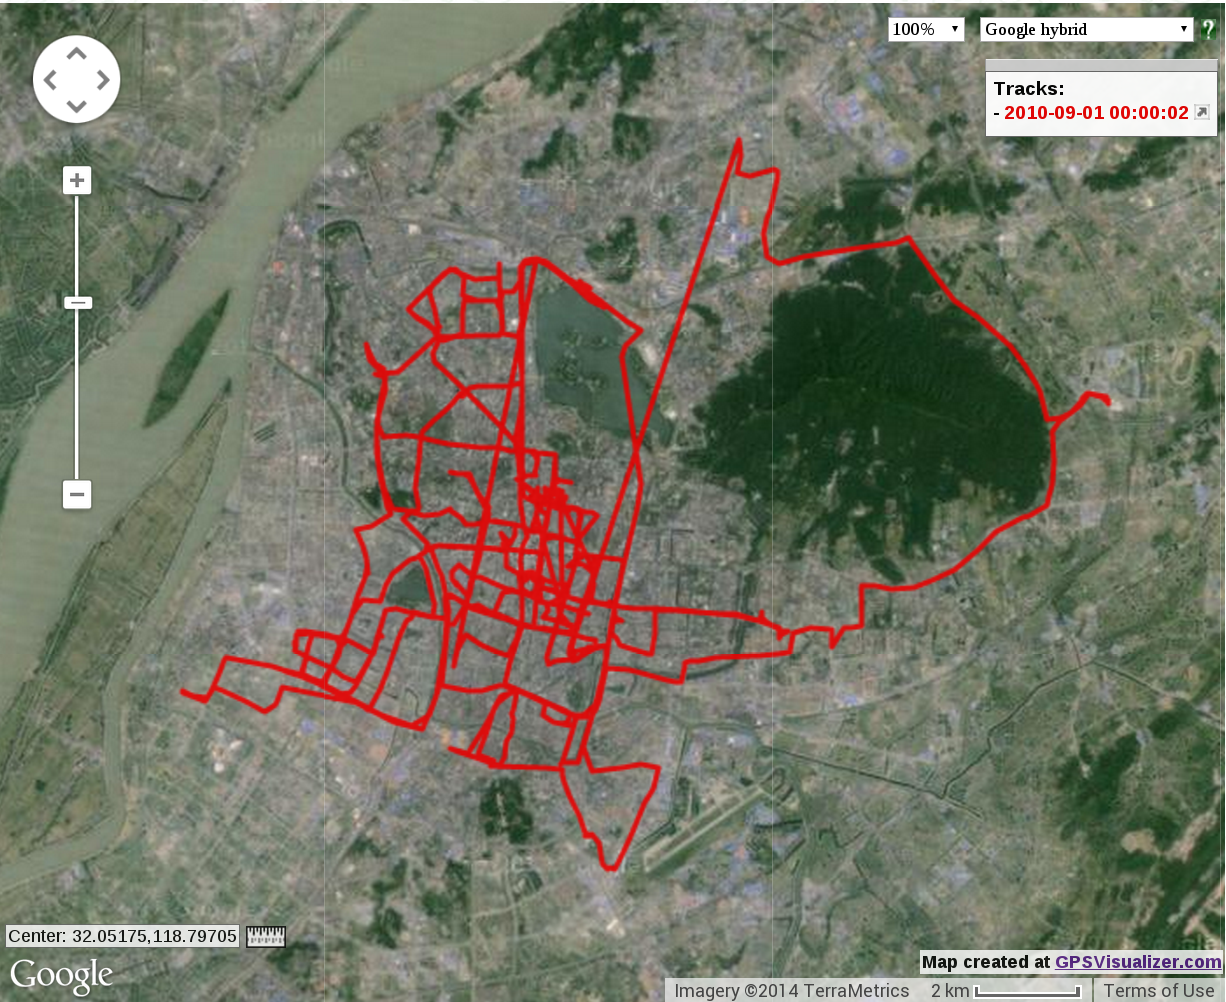 100%
Google hybrid
?
Tracks:
- 2010-09-01 00:00:02
Center: 32.05175,118.79705
Google
Map created at GPSVisualizer.com
Imagery ©2014 TerraMetrics
2 km
Terms of Use